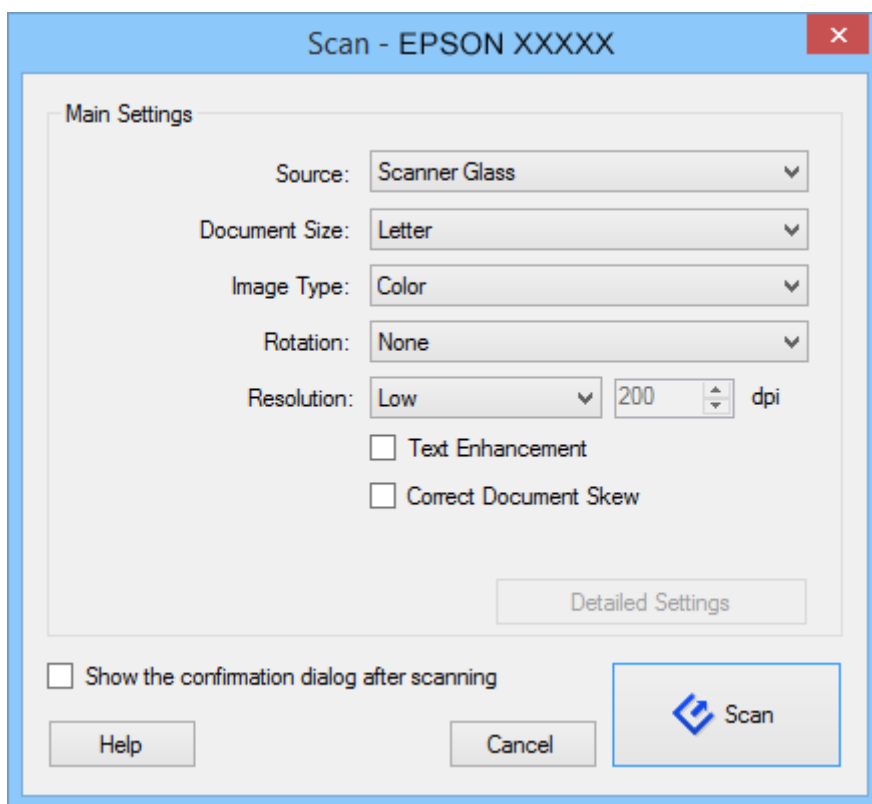 Scan - EPSON XXXXX
Main Settings
Source: Scanner Glass
Document Size: Letter
Image Type: Color
Rotation: None
Resolution: Low 200 dpi
Text Enhancement
Correct Document Skew
Detailed Settings
Show the confirmation dialog after scanning
Help Cancel Scan